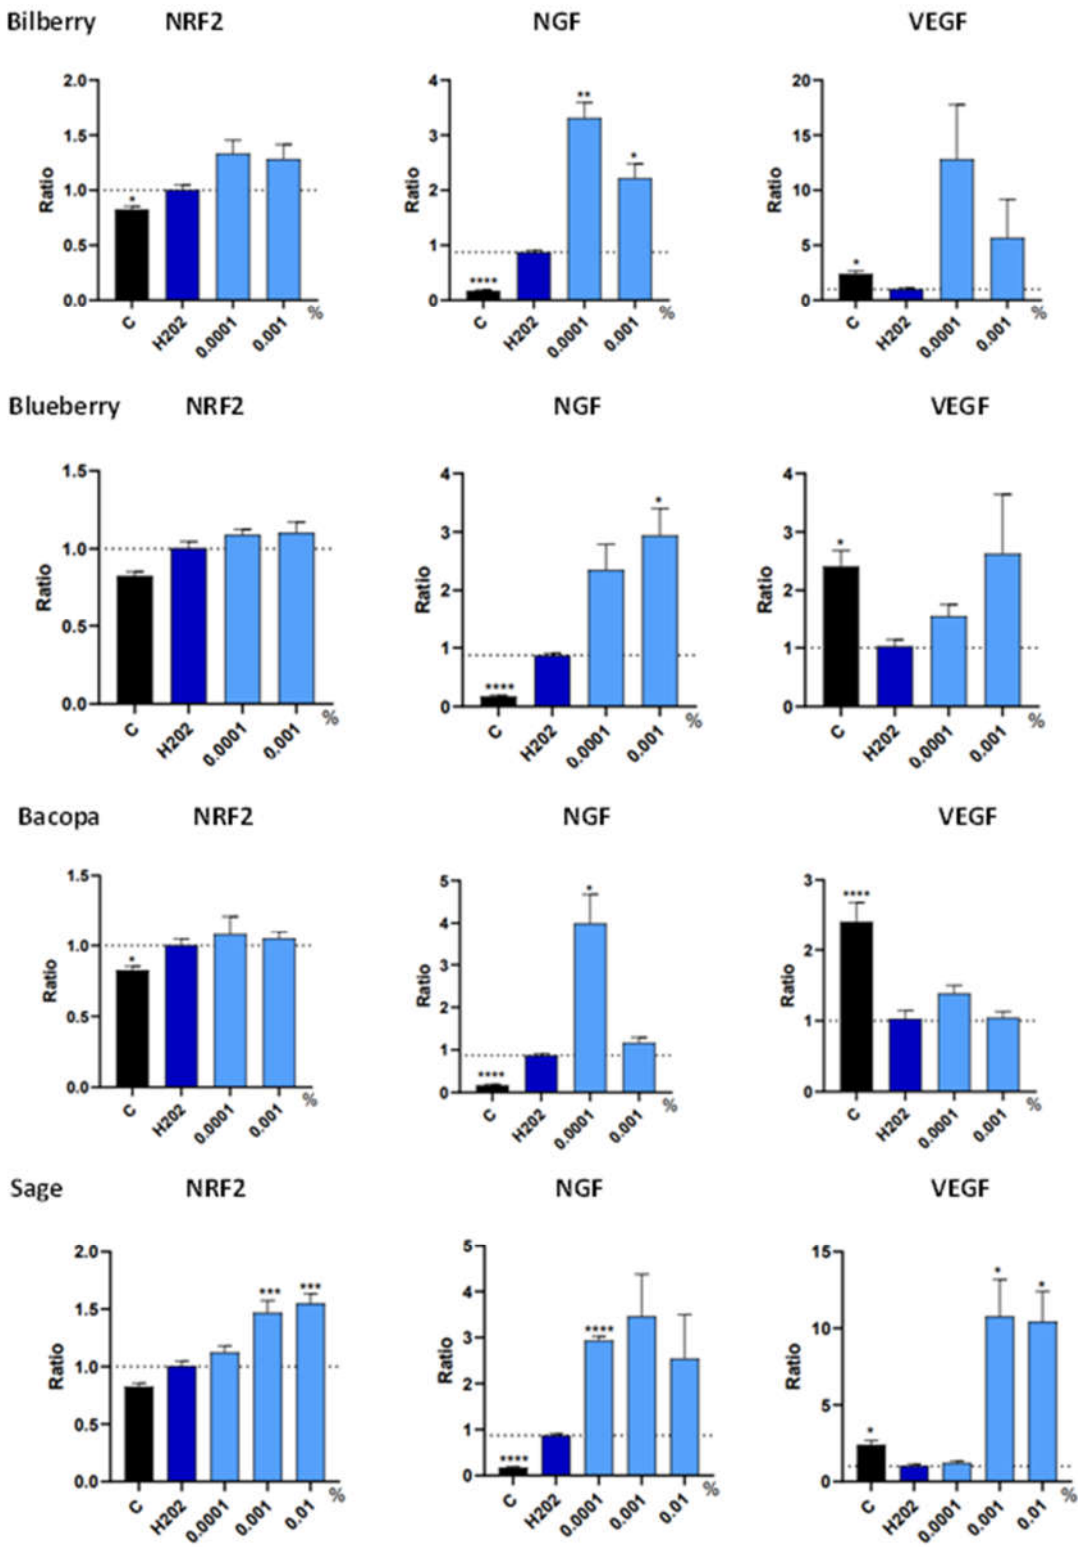 Bilberry NRF2 NGF VEGF
2.0 4 20
** 
1.5 3 * 15
Ratio Ratio Ratio
1.0 2 10
*
0.5 1 5 *
****
0.0 0 0
C H202 0.0001 0.001 % C H202 0.0001 0.001 % C H202 0.0001 0.001 %
Blueberry NRF2 NGF VEGF
1.5 4 4
*
1.0 3 * 3
Ratio Ratio Ratio
2 2
0.5 1 1
****
0.0 0 0
C H202 0.0001 0.001 % C H202 0.0001 0.001 % C H202 0.0001 0.001 %
Bacopa NRF2 NGF VEGF
1.5 5 * 3
****
4
1.0 * 3 2
Ratio Ratio Ratio
0.5 2 1
1
****
0.0 0 0
C H202 0.0001 0.001 % C H202 0.0001 0.001 % C H202 0.0001 0.001 %
Sage NRF2 NGF VEGF
2.0 5 15
*** *** * *
1.5 4 10
**** 
3
Ratio Ratio Ratio
1.0 2 5
0.5 1 *
****
0.0 0 0
C H202 0.0001 0.001 0.01 % C H202 0.0001 0.001 0.01 % C H202 0.0001 0.001 0.01 %